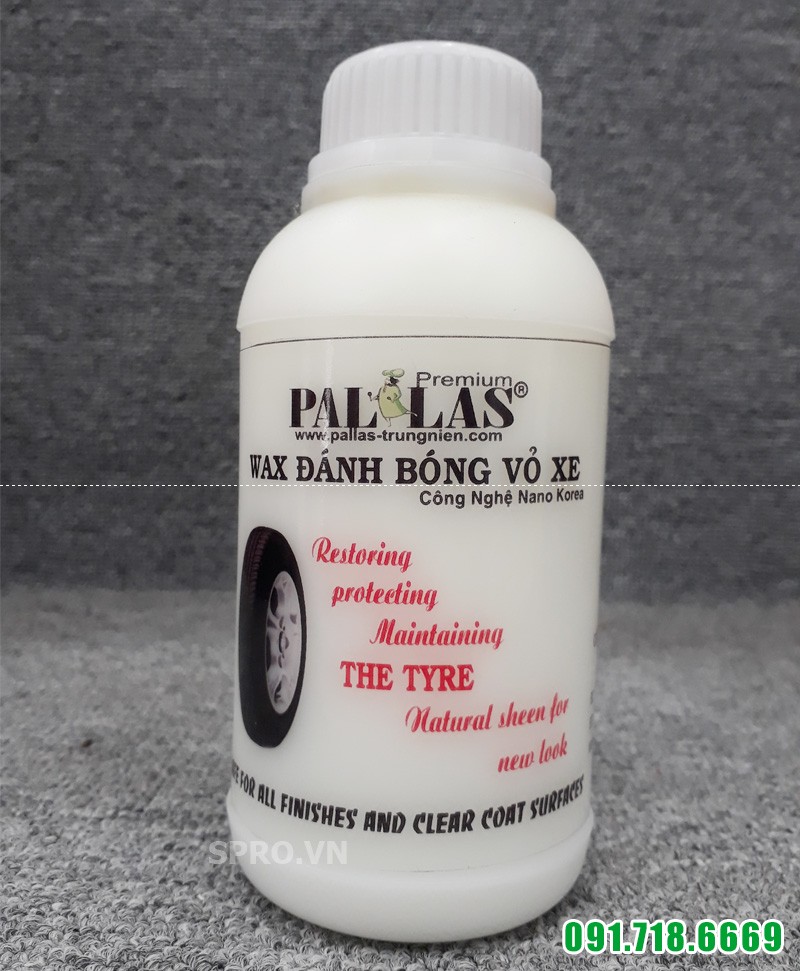 Premium
PALLAS®
www.pallas-trungnien.com
WAX ĐÁNH BÓNG VỎ XE
Công Nghệ Nano Korea
Restoring
protecting
Maintaining
THE TYRE
Natural sheen for
new look
FOR ALL FINISHES AND CLEAR COAT SURFACES
SPRO.VN
091.718.6669